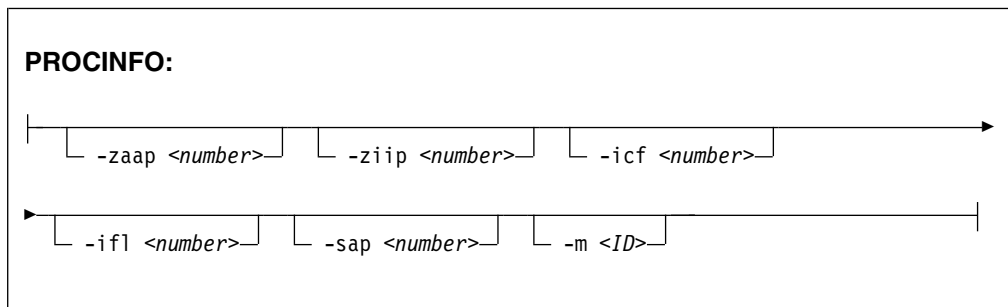 PROCINFO:
-zaap <number> -ziip <number> -icf <number>
-ifl <number> -sap <number> -m <ID>